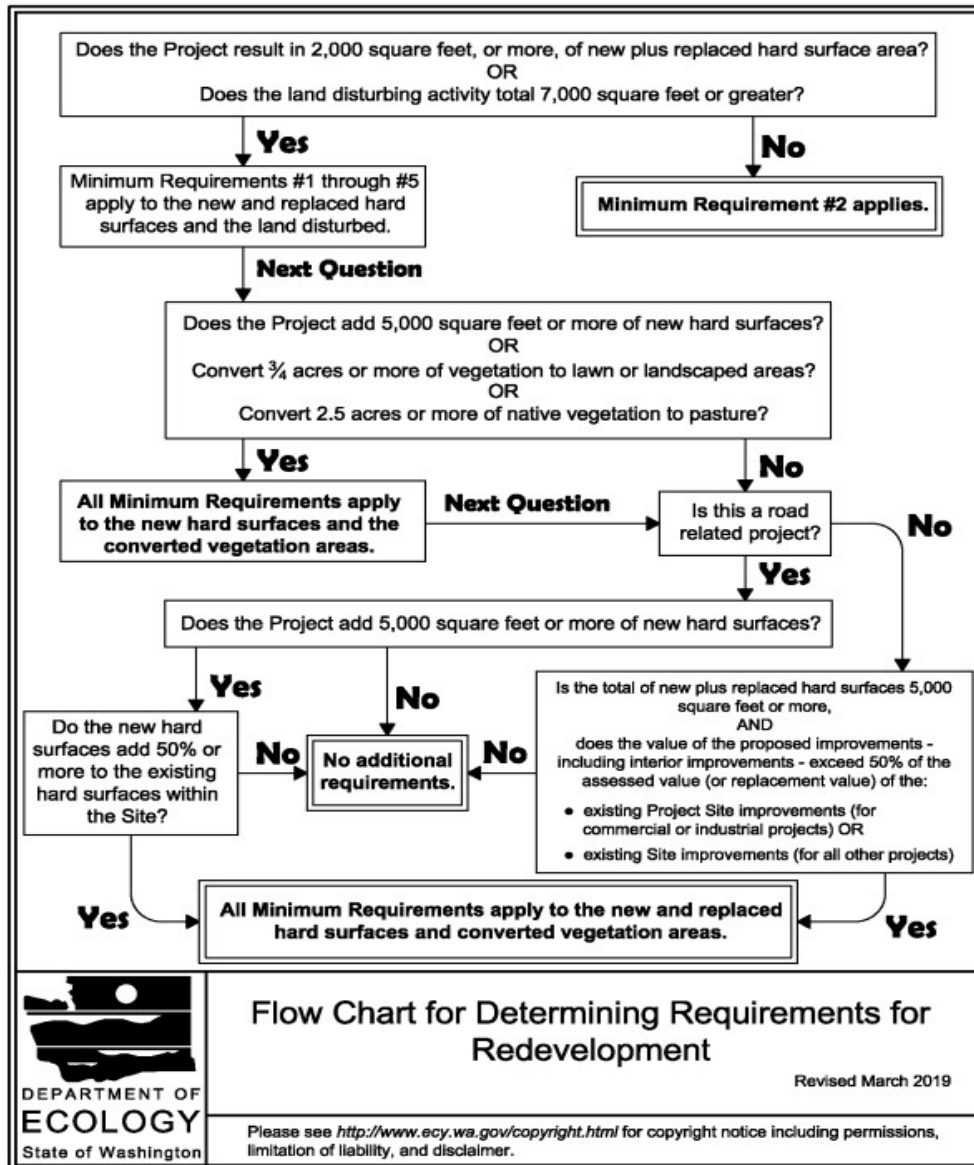 Does the Project result in 2,000 square feet, or more, of new plus replaced hard surface area?
OR
Does the land disturbing activity total 7,000 square feet or greater?
Yes
No
Minimum Requirements #1 through #5
apply to the new and replaced hard
surfaces and the land disturbed.
Minimum Requirement #2 applies.
Next Question
Does the Project add 5,000 square feet or more of new hard surfaces?
OR
Convert ¾ acres or more of vegetation to lawn or landscaped areas?
OR
Convert 2.5 acres or more of native vegetation to pasture?
Yes
No
All Minimum Requirements apply
to the new hard surfaces and the
converted vegetation areas.
Next Question
Is this a road
related project?
No
Yes
Does the Project add 5,000 square feet or more of new hard surfaces?
Yes
No
Do the new hard
surfaces add 50% or
more to the existing
hard surfaces within
the Site?
No
No additional
requirements.
No
Is the total of new plus replaced hard surfaces 5,000
square feet or more,
AND
does the value of the proposed improvements -
including interior improvements - exceed 50% of the
assessed value (or replacement value) of the:
• existing Project Site improvements (for
commercial or industrial projects) OR
• existing Site improvements (for all other projects)
Yes
All Minimum Requirements apply to the new and replaced
hard surfaces and converted vegetation areas.
Yes
DEPARTMENT OF
ECOLOGY
State of Washington
Flow Chart for Determining Requirements for
Redevelopment
Revised March 2019
Please see http://www.ecy.wa.gov/copyright.html for copyright notice including permissions,
limitation of liability, and disclaimer.